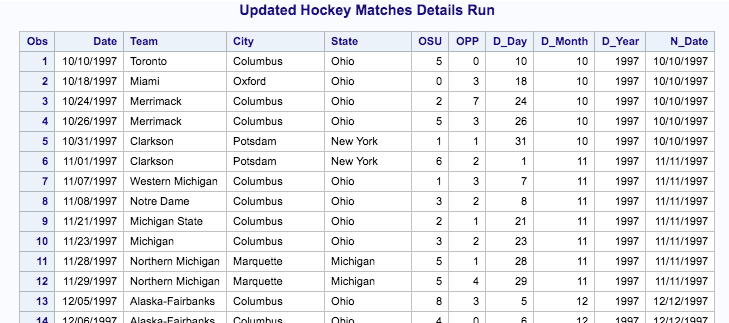 Updated Hockey Matches Details Run
Obs Date Team City State OSU OPP D_Day D_Month D_Year N_Date
1 10/10/1997 Toronto Columbus Ohio 5 0 10 10 1997 10/10/1997
2 10/18/1997 Miami Oxford Ohio 0 3 18 10 1997 10/10/1997
3 10/24/1997 Merrimack Columbus Ohio 2 7 24 10 1997 10/10/1997
4 10/26/1997 Merrimack Columbus Ohio 5 3 26 10 1997 10/10/1997
5 10/31/1997 Clarkson Potsdam New York 1 1 31 10 1997 10/10/1997
6 11/01/1997 Clarkson Potsdam New York 6 2 1 11 1997 11/11/1997
7 11/07/1997 Western Michigan Columbus Ohio 1 3 7 11 1997 11/11/1997
8 11/08/1997 Notre Dame Columbus Ohio 3 2 8 11 1997 11/11/1997
9 11/21/1997 Michigan State Columbus Ohio 2 1 21 11 1997 11/11/1997
10 11/23/1997 Michigan Columbus Ohio 3 2 23 11 1997 11/11/1997
11 11/28/1997 Northern Michigan Marquette Michigan 5 1 28 11 1997 11/11/1997
12 11/29/1997 Northern Michigan Marquette Michigan 5 4 29 11 1997 11/11/1997
13 12/05/1997 Alaska-Fairbanks Columbus Ohio 8 3 5 12 1997 12/12/1997
14 12/06/1997 Alaska-Fairbanks Columbus Ohio 4 0 6 12 1997 12/12/1997